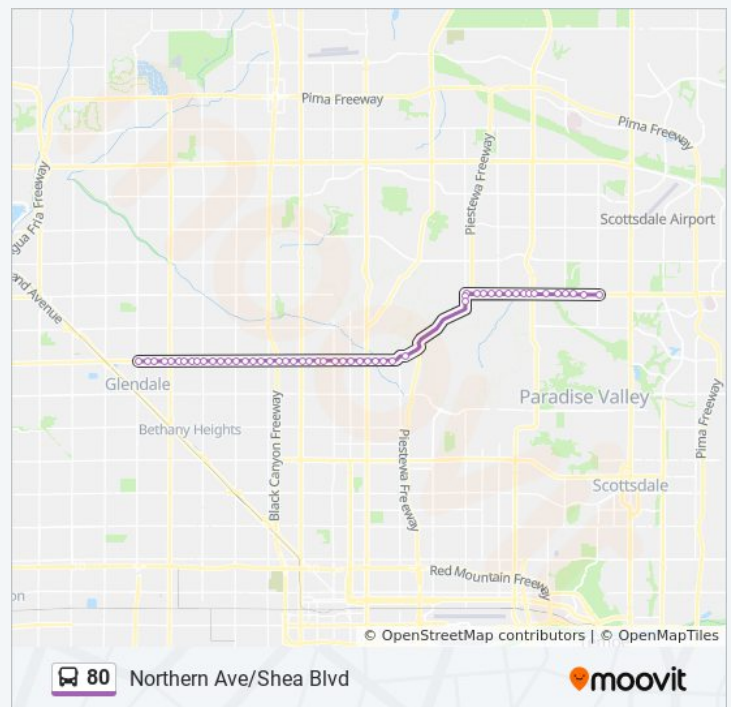 Pima Freeway
Pima Freeway
Piestewa Freeway
Agua Fria Freeway
Scottsdale Airport
Grand Avenue
Glendale
Paradise Valley
Bethany Heights
Black Canyon Freeway
Piestewa Freeway
Pima Freeway
Scottsdale
Red Mountain Freeway
© OpenStreetMap contributors | © OpenMapTiles
80 Northern Ave/Shea Blvd
moovit